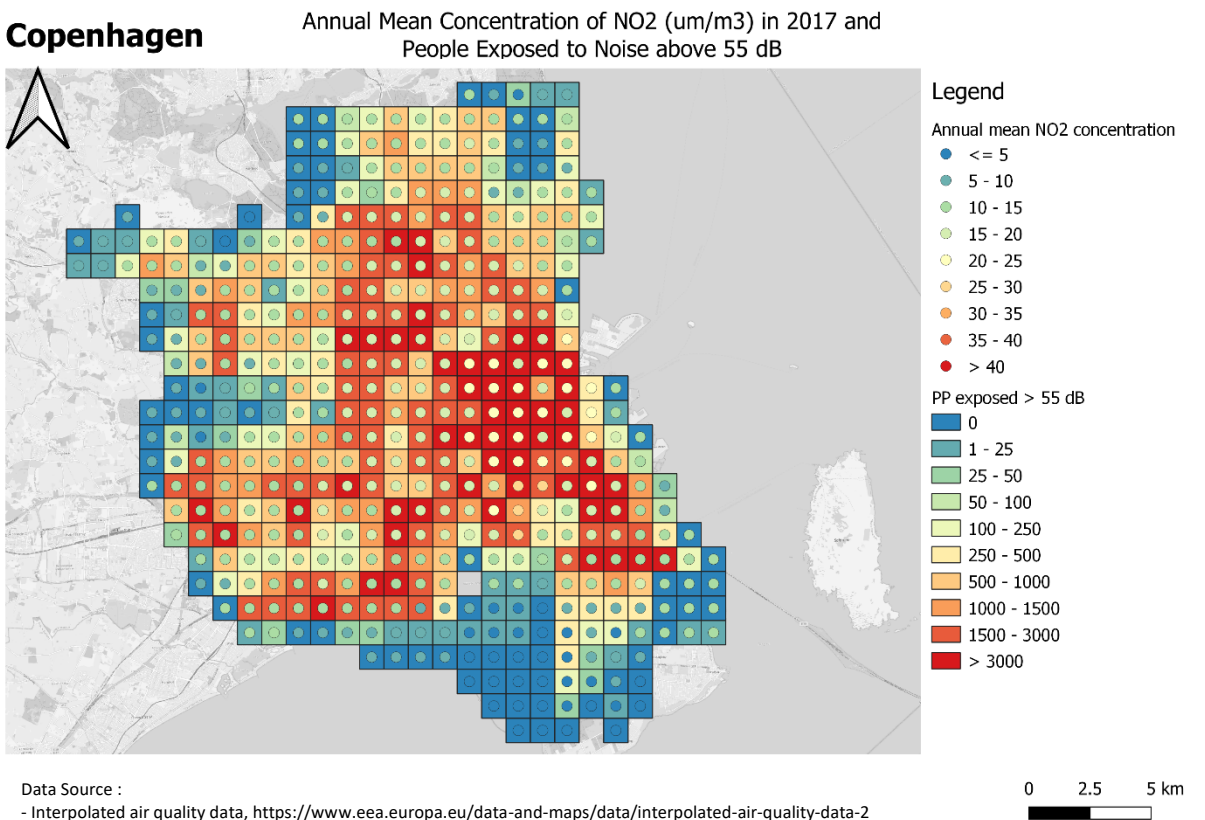 Copenhagen
Annual Mean Concentration of NO2 (um/m3) in 2017 and
People Exposed to Noise above 55 dB
Legend
Annual mean NO2 concentration
<= 5
5 - 10
10 - 15
15 - 20
20 - 25
25 - 30
30 - 35
35 - 40
> 40
PP exposed > 55 dB
0
1 - 25
25 - 50
50 - 100
100 - 250
250 - 500
500 - 1000
1000 - 1500
1500 - 3000
> 3000
Data Source :
- Interpolated air quality data, https://www.eea.europa.eu/data-and-maps/data/interpolated-air-quality-data-2
0 2.5 5 km